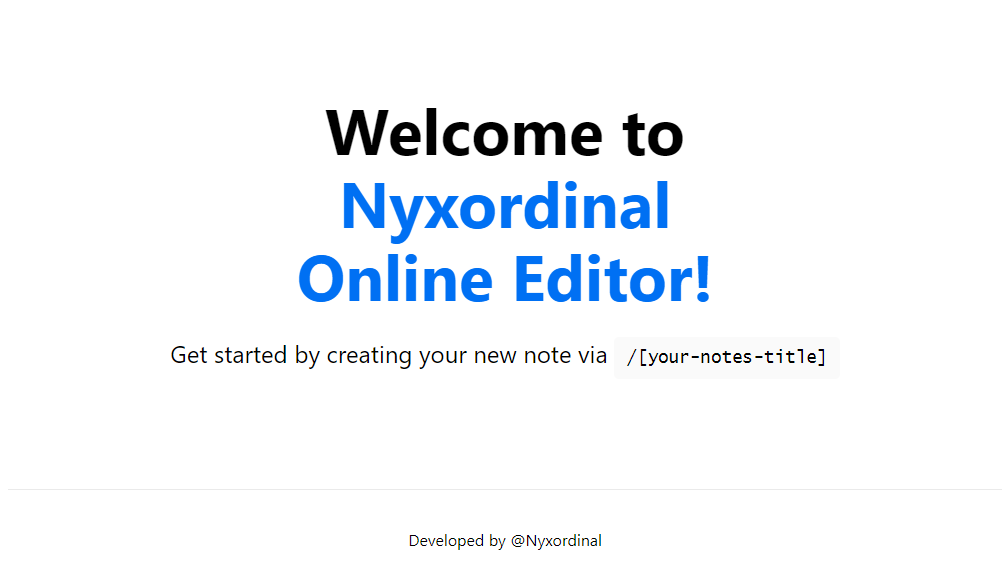 Welcome to
Nyxordinal
Online Editor!
Get started by creating your new note via /[your-notes-title]
Developed by @Nyxordinal